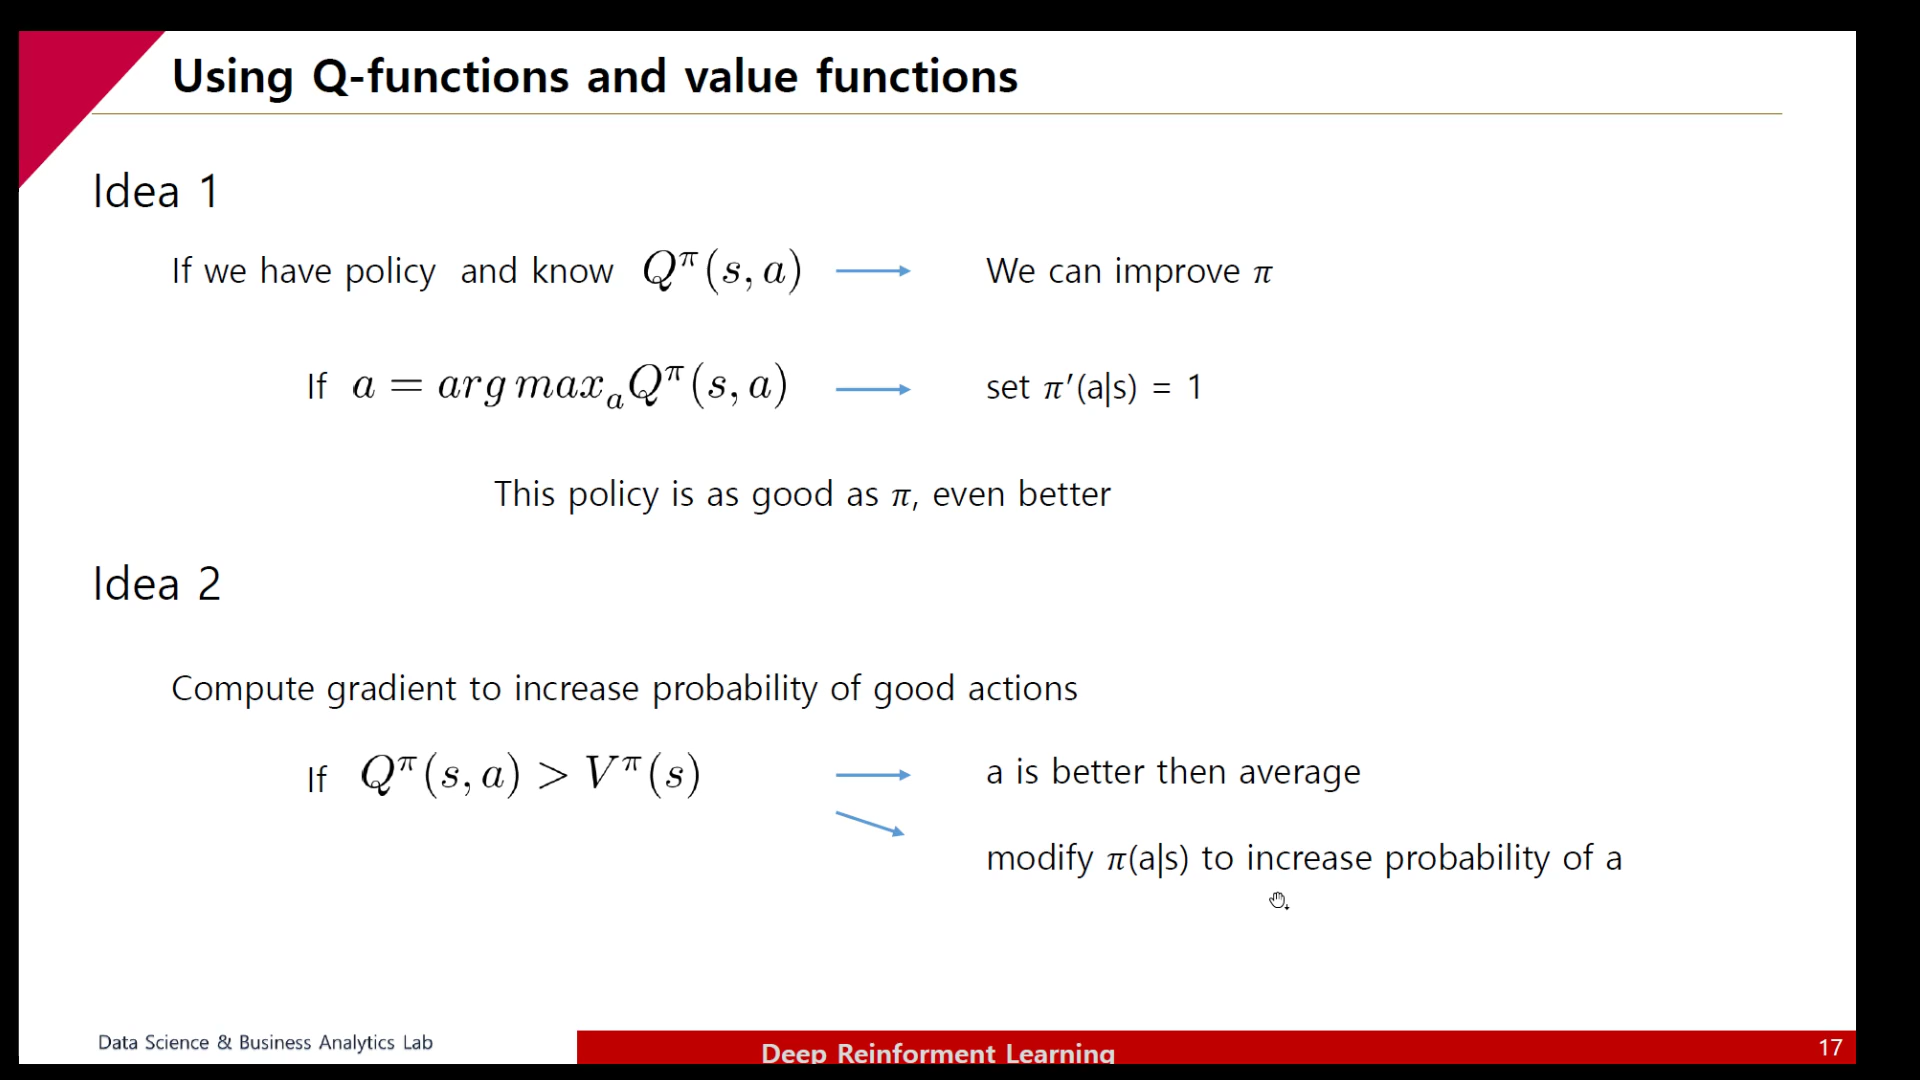 Using Q-functions and value functions
Idea 1
If we have policy and know Q^π(s, a) → We can improve π
If a = arg max_a Q^π(s, a) → set π′(a|s) = 1
This policy is as good as π, even better
Idea 2
Compute gradient to increase probability of good actions
If Q^π(s, a) > V^π(s) → a is better then average
modify π(a|s) to increase probability of a
Data Science & Business Analytics Lab
Deep Reinforment Learning
17